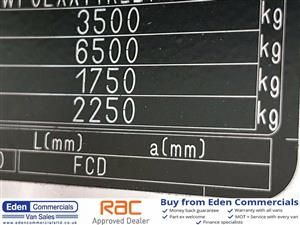 3500 kg
6500 kg
1750 kg
2250 kg
L(mm) a(mm)
FCD
Eden Commercials
Van Sales
www.edencommercialsltd.co.uk
RAC
Approved Dealer
Buy from Eden Commercials
Money back guarantee
Warranty with all vans
Part ex welcome
MOT + Service with every van
Finance specialists